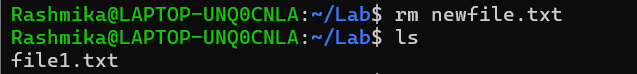 Rashmika@LAPTOP-UNQ0CNLA:~/Lab$ rm newfile.txt
Rashmika@LAPTOP-UNQ0CNLA:~/Lab$ ls
file1.txt